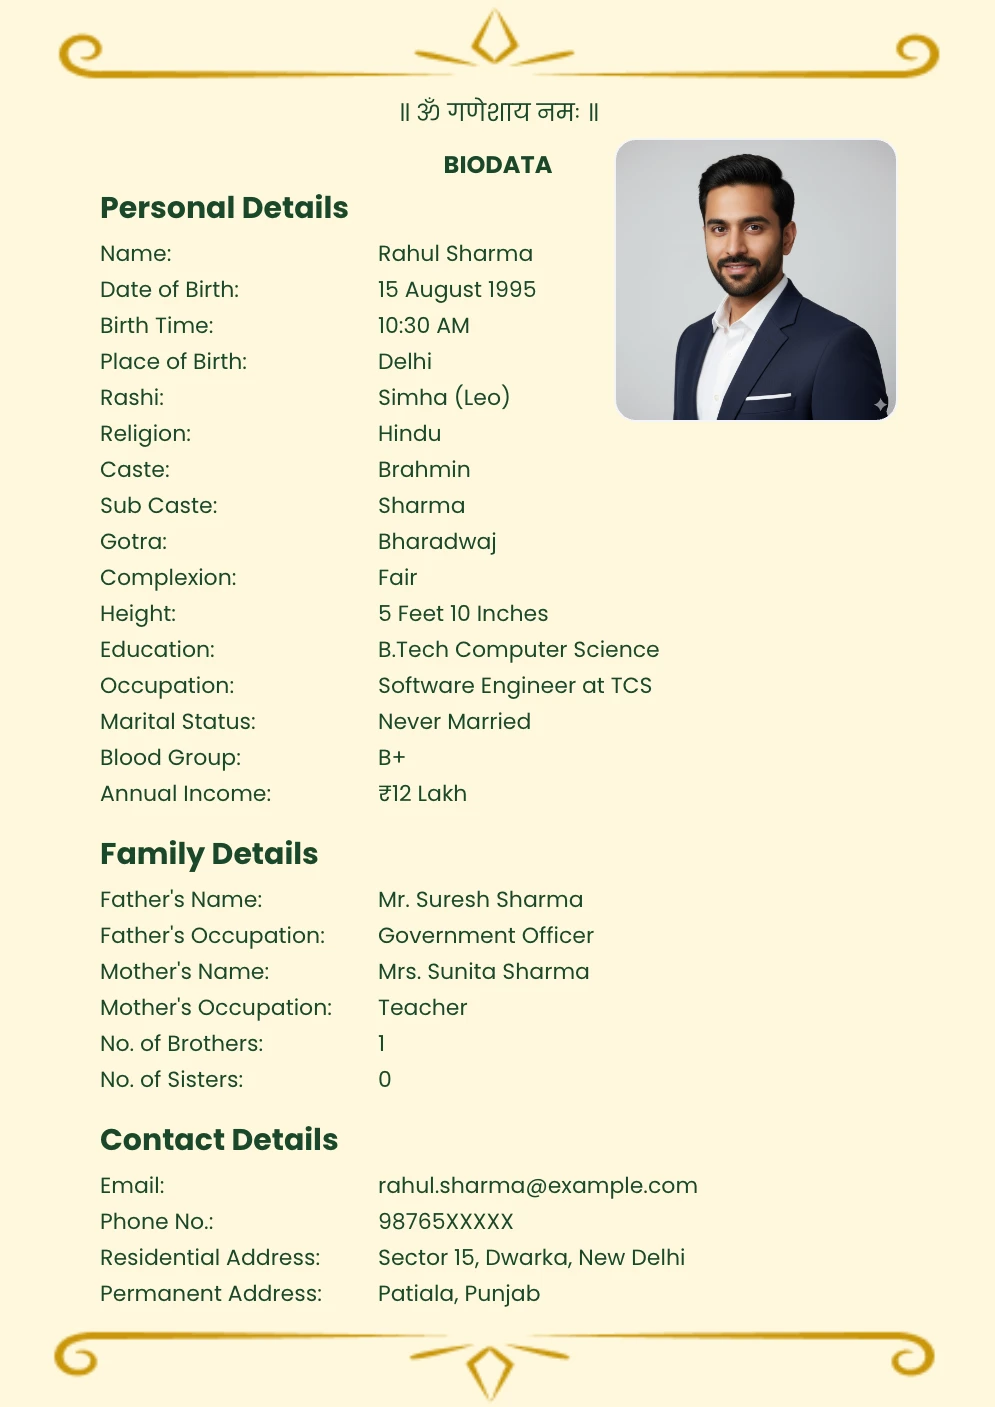 ॥ ॐ गणेशाय नमः ॥
BIODATA
Personal Details
Name: Rahul Sharma
Date of Birth: 15 August 1995
Birth Time: 10:30 AM
Place of Birth: Delhi
Rashi: Simha (Leo)
Religion: Hindu
Caste: Brahmin
Sub Caste: Sharma
Gotra: Bharadwaj
Complexion: Fair
Height: 5 Feet 10 Inches
Education: B.Tech Computer Science
Occupation: Software Engineer at TCS
Marital Status: Never Married
Blood Group: B+
Annual Income: ₹12 Lakh
Family Details
Father's Name: Mr. Suresh Sharma
Father's Occupation: Government Officer
Mother's Name: Mrs. Sunita Sharma
Mother's Occupation: Teacher
No. of Brothers: 1
No. of Sisters: 0
Contact Details
Email: rahul.sharma@example.com
Phone No.: 98765XXXXX
Residential Address: Sector 15, Dwarka, New Delhi
Permanent Address: Patiala, Punjab